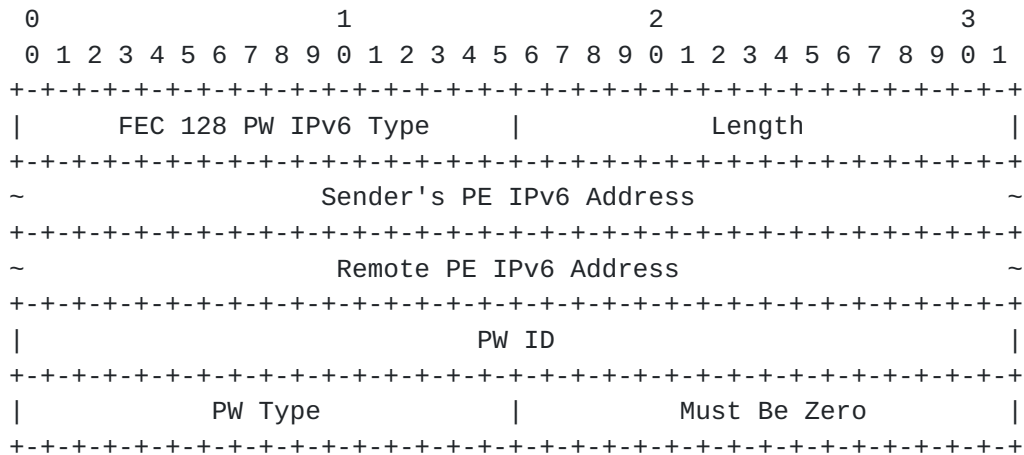 0                   1                   2                   3
 0 1 2 3 4 5 6 7 8 9 0 1 2 3 4 5 6 7 8 9 0 1 2 3 4 5 6 7 8 9 0 1
+-+-+-+-+-+-+-+-+-+-+-+-+-+-+-+-+-+-+-+-+-+-+-+-+-+-+-+-+-+-+-+-+
|      FEC 128 PW IPv6 Type     |            Length             |
+-+-+-+-+-+-+-+-+-+-+-+-+-+-+-+-+-+-+-+-+-+-+-+-+-+-+-+-+-+-+-+-+
~                   Sender's PE IPv6 Address                    ~
+-+-+-+-+-+-+-+-+-+-+-+-+-+-+-+-+-+-+-+-+-+-+-+-+-+-+-+-+-+-+-+-+
~                    Remote PE IPv6 Address                     ~
+-+-+-+-+-+-+-+-+-+-+-+-+-+-+-+-+-+-+-+-+-+-+-+-+-+-+-+-+-+-+-+-+
|                             PW ID                             |
+-+-+-+-+-+-+-+-+-+-+-+-+-+-+-+-+-+-+-+-+-+-+-+-+-+-+-+-+-+-+-+-+
|            PW Type            |          Must Be Zero         |
+-+-+-+-+-+-+-+-+-+-+-+-+-+-+-+-+-+-+-+-+-+-+-+-+-+-+-+-+-+-+-+-+